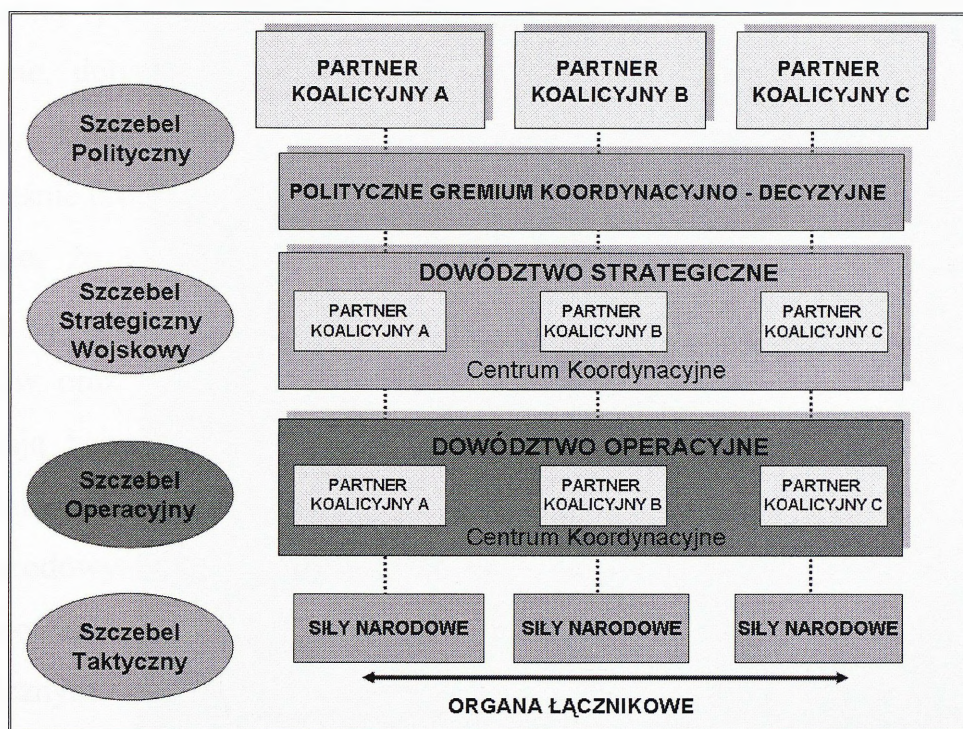 PARTNER
KOALICYJNY A
PARTNER
KOALICYJNY B
PARTNER
KOALICYJNY C
Szczebel
Polityczny
POLITYCZNE GREMIUM KOORDYNACYJNO - DECYZYJNE
Szczebel
Strategiczny
Wojskowy
DOWÓDZTWO STRATEGICZNE
PARTNER
KOALICYJNY A
PARTNER
KOALICYJNY B
PARTNER
KOALICYJNY C
Centrum Koordynacyjne
Szczebel
Operacyjny
DOWÓDZTWO OPERACYJNE
PARTNER
KOALICYJNY A
PARTNER
KOALICYJNY B
PARTNER
KOALICYJNY C
Centrum Koordynacyjne
Szczebel
Taktyczny
SIŁY NARODOWE
SIŁY NARODOWE
SIŁY NARODOWE
ORGANA ŁĄCZNIKOWE